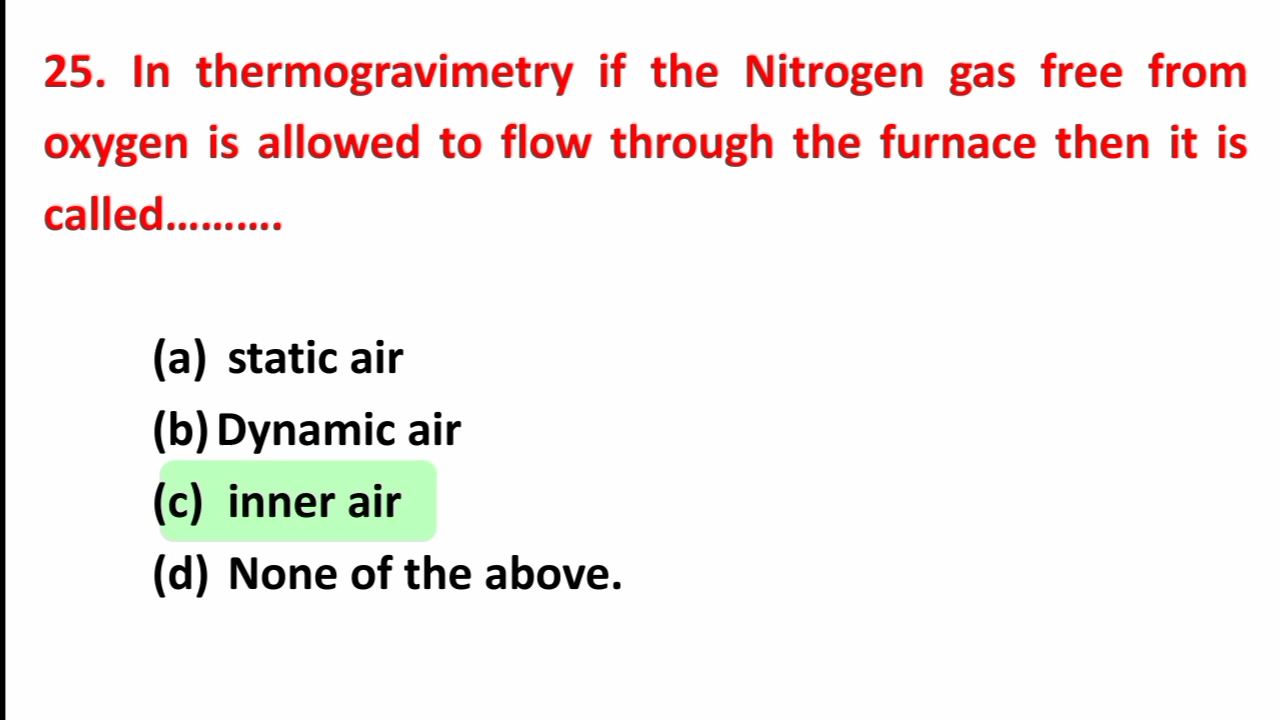 25. In thermogravimetry if the Nitrogen gas free from
oxygen is allowed to flow through the furnace then it is
called……….
(a) static air
(b) Dynamic air
(c) inner air
(d) None of the above.